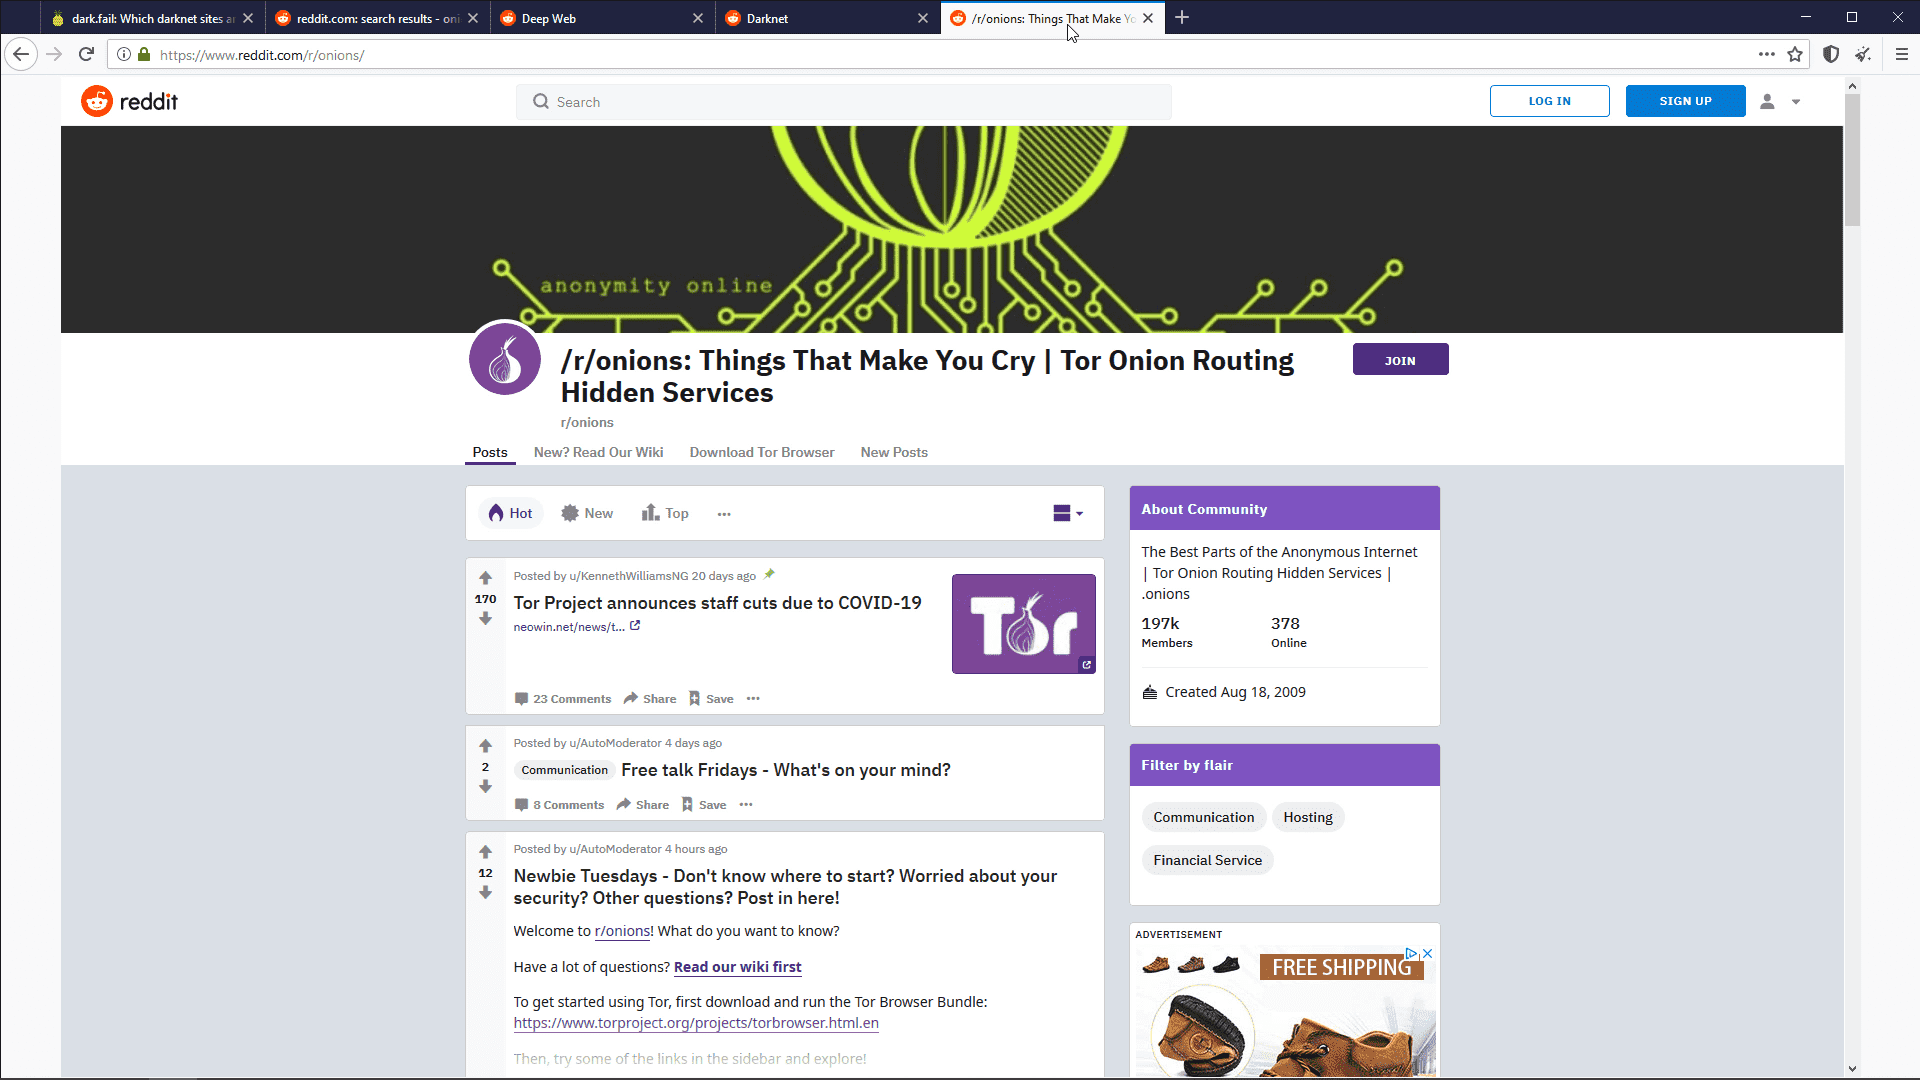 dark.fail: Which darknet sites a
reddit.com: search results - oni
Deep Web
Darknet
/r/onions: Things That Make Yo
https://www.reddit.com/r/onions/
reddit
Search
LOG IN
SIGN UP
anonymity online
/r/onions: Things That Make You Cry | Tor Onion Routing
Hidden Services
JOIN
r/onions
Posts
New? Read Our Wiki
Download Tor Browser
New Posts
Hot
New
Top
Posted by u/KennethWilliamsNG 20 days ago
170
Tor Project announces staff cuts due to COVID-19
neowin.net/news/t...
Tor
23 Comments
Share
Save
Posted by u/AutoModerator 4 days ago
2
Communication
Free talk Fridays - What's on your mind?
8 Comments
Share
Save
Posted by u/AutoModerator 4 hours ago
12
Newbie Tuesdays - Don't know where to start? Worried about your
security? Other questions? Post in here!
Welcome to r/onions! What do you want to know?
Have a lot of questions? Read our wiki first
To get started using Tor, first download and run the Tor Browser Bundle:
https://www.torproject.org/projects/torbrowser.html.en
Then, try some of the links in the sidebar and explore!
About Community
The Best Parts of the Anonymous Internet
| Tor Onion Routing Hidden Services |
.onions
197k
378
Members
Online
Created Aug 18, 2009
Filter by flair
Communication
Hosting
Financial Service
ADVERTISEMENT
FREE SHIPPING